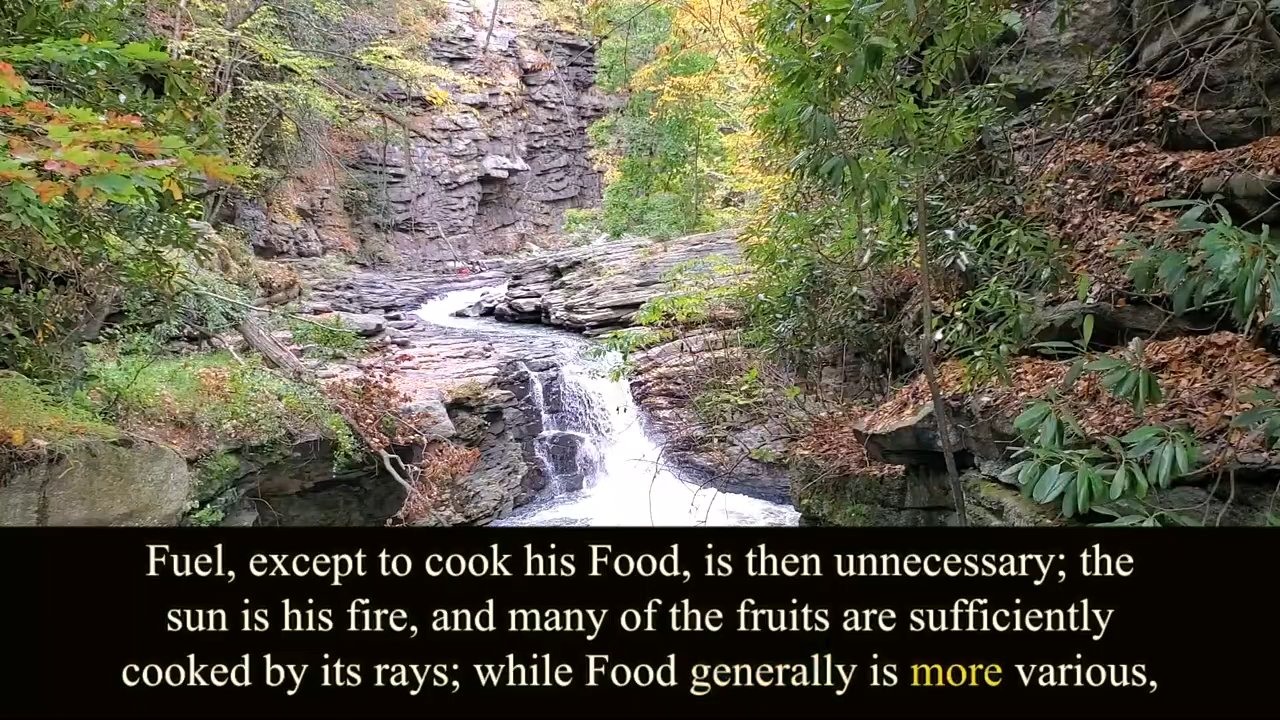 Fuel, except to cook his Food, is then unnecessary; the
sun is his fire, and many of the fruits are sufficiently
cooked by its rays; while Food generally is more various,